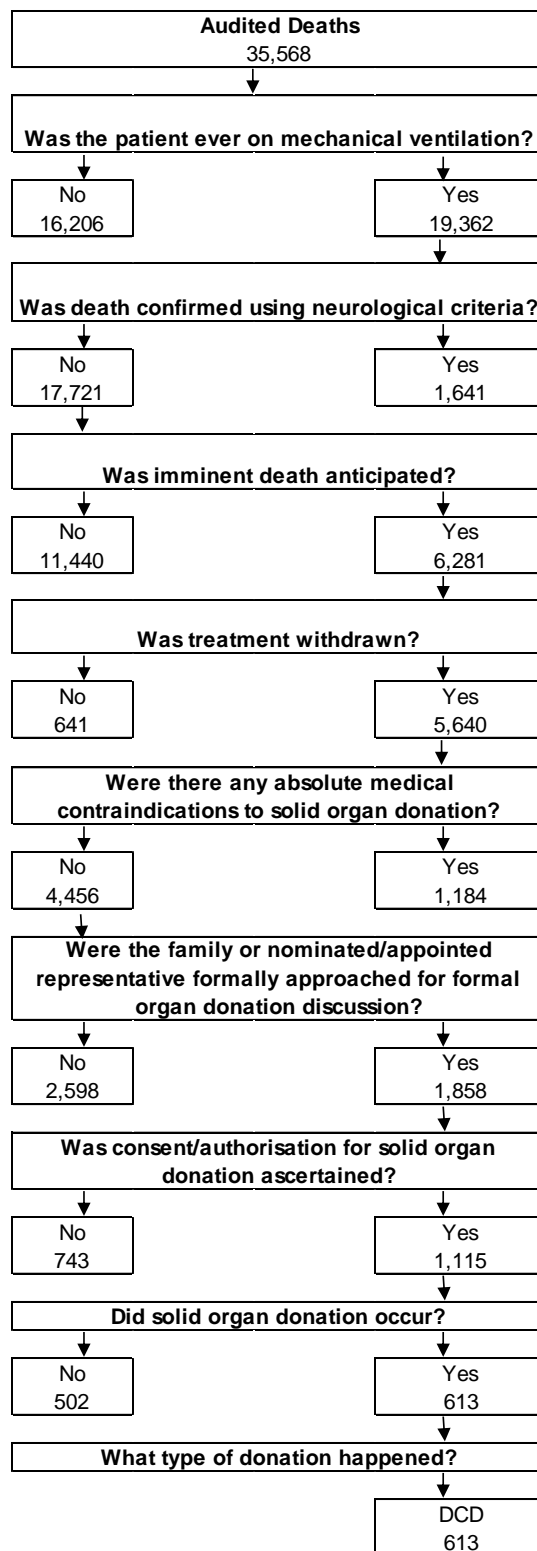 Audited Deaths
35,568
Was the patient ever on mechanical ventilation?
No
16,206
Yes
19,362
Was death confirmed using neurological criteria?
No
17,721
Yes
1,641
Was imminent death anticipated?
No
11,440
Yes
6,281
Was treatment withdrawn?
No
641
Yes
5,640
Were there any absolute medical
contraindications to solid organ donation?
No
4,456
Yes
1,184
Were the family or nominated/appointed
representative formally approached for formal
organ donation discussion?
No
2,598
Yes
1,858
Was consent/authorisation for solid organ
donation ascertained?
No
743
Yes
1,115
Did solid organ donation occur?
No
502
Yes
613
What type of donation happened?
DCD
613